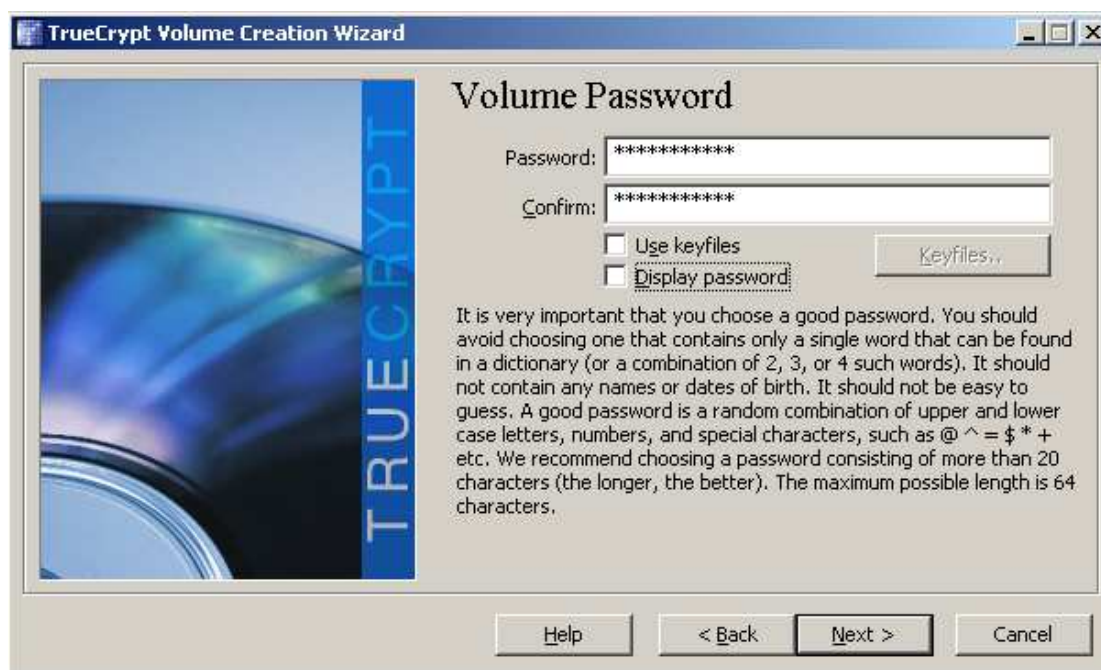 TrueCrypt Volume Creation Wizard
TRUECRYPT
Volume Password
Password: ***********
Confirm: ***********
Use keyfiles
Keyfiles..
Display password
It is very important that you choose a good password. You should
avoid choosing one that contains only a single word that can be found
in a dictionary (or a combination of 2, 3, or 4 such words). It should
not contain any names or dates of birth. It should not be easy to
guess. A good password is a random combination of upper and lower
case letters, numbers, and special characters, such as @ ^ = $ * +
etc. We recommend choosing a password consisting of more than 20
characters (the longer, the better). The maximum possible length is 64
characters.
Help < Back Next > Cancel